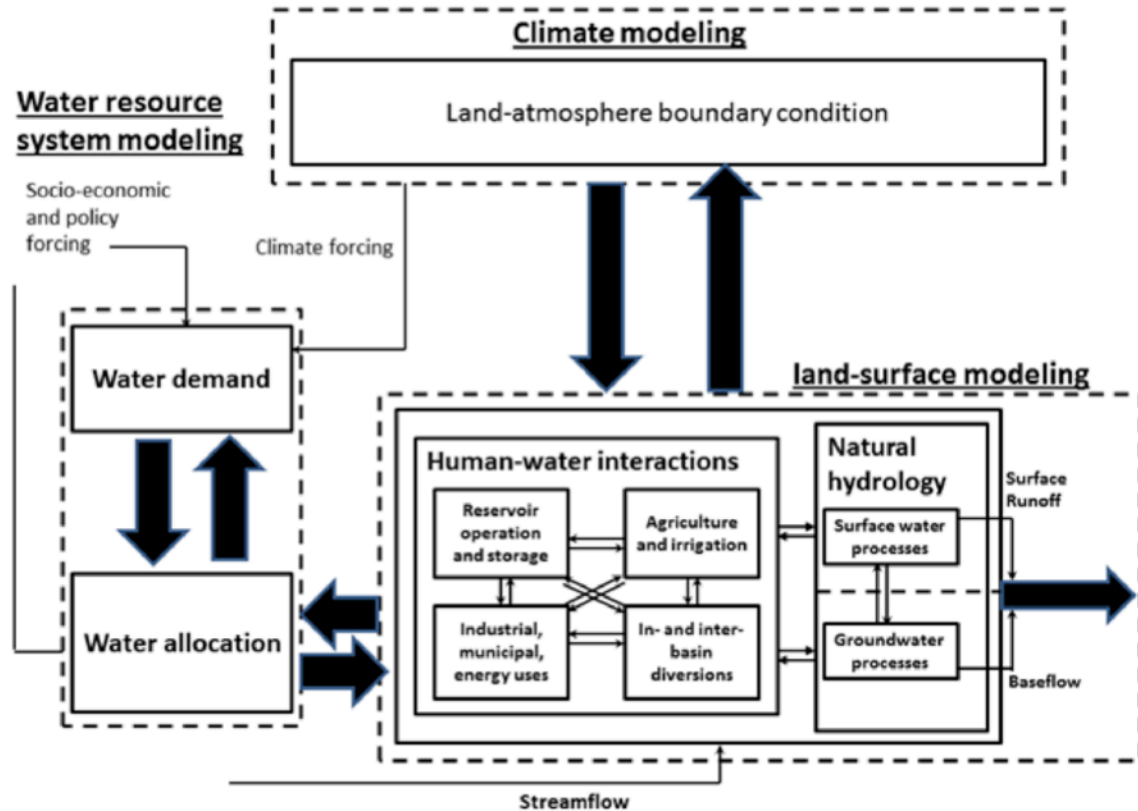 Climate modeling
Land-atmosphere boundary condition
Water resource
system modeling
Socio-economic
and policy
forcing
Climate forcing
Water demand
Water allocation
land-surface modeling
Human-water interactions
Reservoir
operation
and storage
Agriculture
and irrigation
Industrial,
municipal,
energy uses
In- and inter-
basin
diversions
Natural
hydrology
Surface water
processes
Groundwater
processes
Surface
Runoff
Baseflow
Streamflow